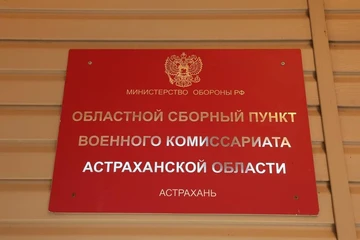 МИНИСТЕРСТВО ОБОРОНЫ РФ
ОБЛАСТНОЙ СБОРНЫЙ ПУНКТ
ВОЕННОГО КОМИССАРИАТА
АСТРАХАНСКОЙ ОБЛАСТИ
АСТРАХАНЬ